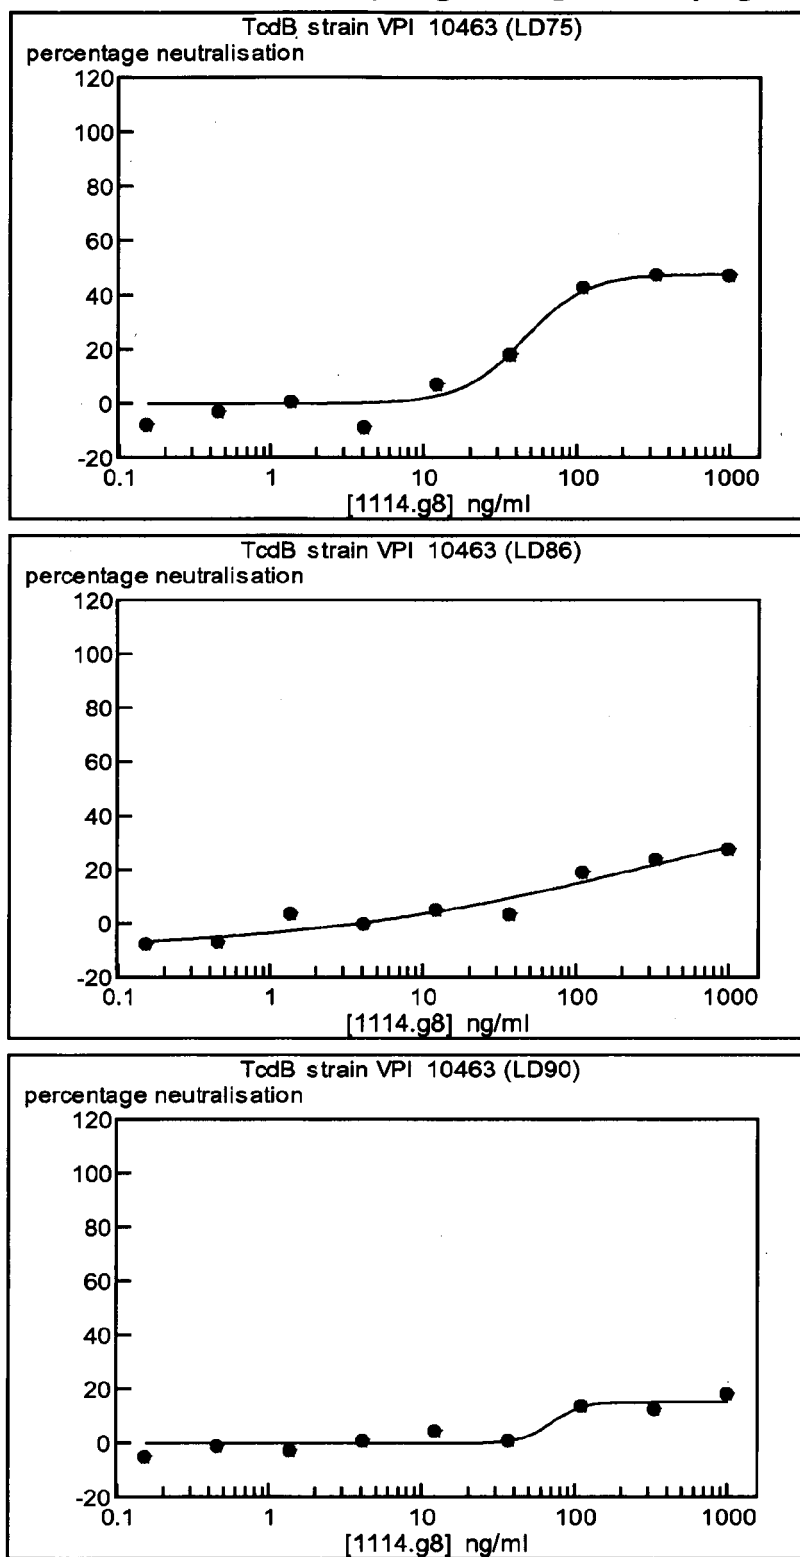 TcdB strain VPI 10463 (LD75)
percentage neutralisation
120
100
80
60
40
20
0
-20
0.1 1 10 100 1000
[1114.g8] ng/ml
TcdB strain VPI 10463 (LD86)
percentage neutralisation
120
100
80
60
40
20
0
-20
0.1 1 10 100 1000
[1114.g8] ng/ml
TcdB strain VPI 10463 (LD90)
percentage neutralisation
120
100
80
60
40
20
0
-20
0.1 1 10 100 1000
[1114.g8] ng/ml